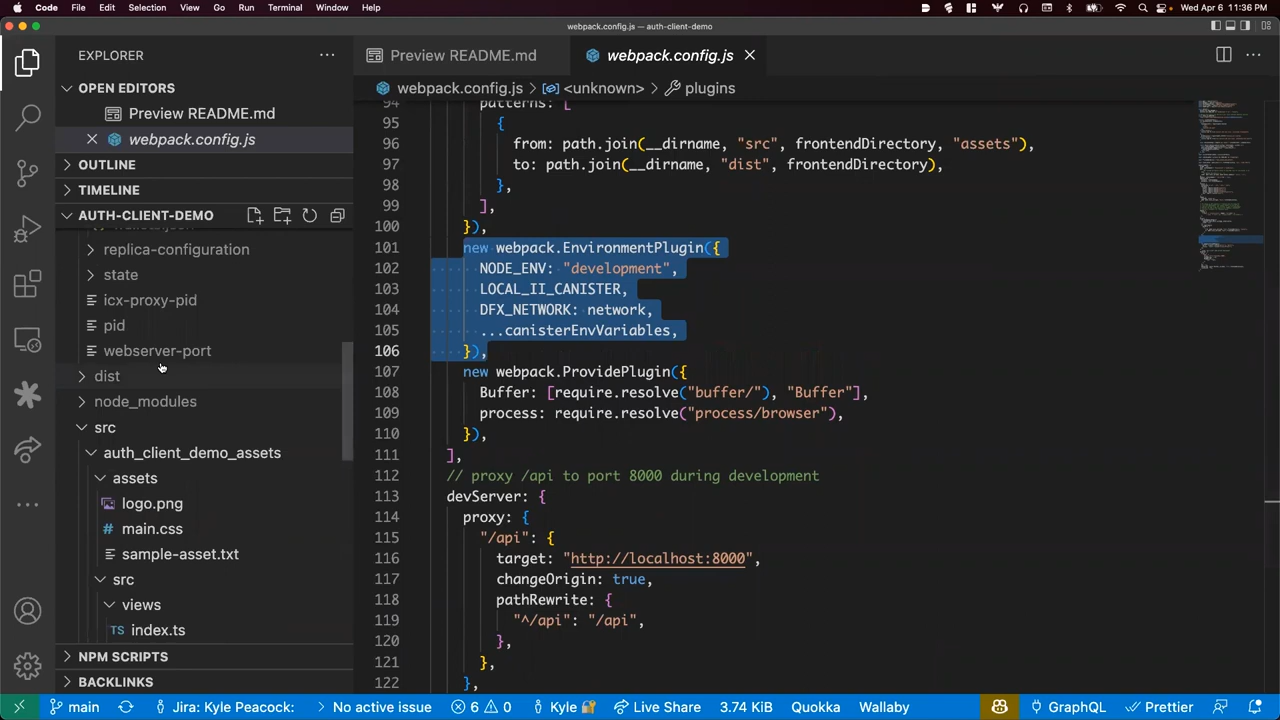 Code File Edit Selection View Go Run Terminal Window Help Wed Apr 6 11:36 PM
webpack.config.js — auth-client-demo
EXPLORER
Preview README.md
webpack.config.js
OPEN EDITORS
Preview README.md
webpack.config.js
OUTLINE
TIMELINE
AUTH-CLIENT-DEMO
replica-configuration
state
icx-proxy-pid
pid
webserver-port
dist
node_modules
src
auth_client_demo_assets
assets
logo.png
main.css
sample-asset.txt
src
views
TS index.ts
NPM SCRIPTS
BACKLINKS
webpack.config.js > <unknown> > plugins
94 patterns: [
95
96 path.join(__dirname, "src", frontendDirectory, "assets"),
97 path.join(__dirname, "dist", frontendDirectory)
98 },
99 ],
100 }),
101 new webpack.EnvironmentPlugin({
102 NODE_ENV: "development",
103 LOCAL_II_CANISTER,
104 DFX_NETWORK: network,
105 ...canisterEnvVariables,
106 }),
107 new webpack.ProvidePlugin({
108 Buffer: [require.resolve("buffer/"), "Buffer"],
109 process: require.resolve("process/browser"),
110 }),
111 ],
112 // proxy /api to port 8000 during development
113 devServer: {
114 proxy: {
115 "/api": {
116 target: "http://localhost:8000",
117 changeOrigin: true,
118 pathRewrite: {
119 "^/api": "/api",
120 },
121 },
122 },
main Jira: Kyle Peacock: No active issue 6 0 Kyle Live Share 3.74 KiB Quokka Wallaby GraphQL Prettier